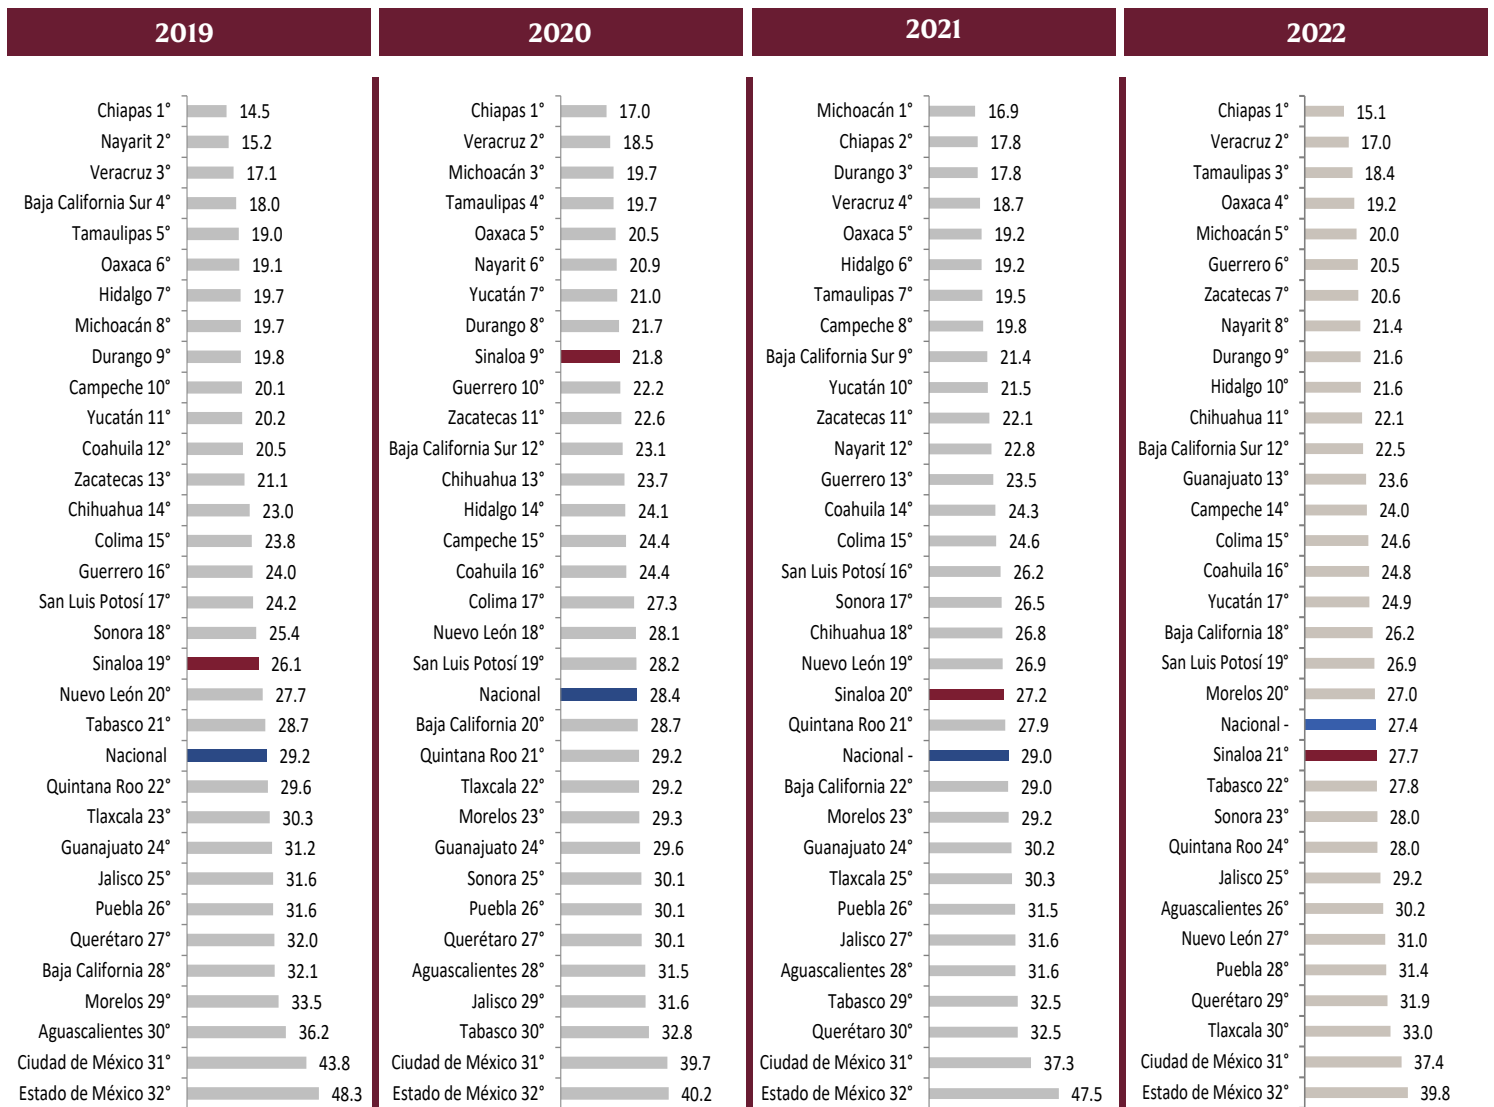 2019
Chiapas 1° 14.5
Nayarit 2° 15.2
Veracruz 3° 17.1
Baja California Sur 4° 18.0
Tamaulipas 5° 19.0
Oaxaca 6° 19.1
Hidalgo 7° 19.7
Michoacán 8° 19.7
Durango 9° 19.8
Campeche 10° 20.1
Yucatán 11° 20.2
Coahuila 12° 20.5
Zacatecas 13° 21.1
Chihuahua 14° 23.0
Colima 15° 23.8
Guerrero 16° 24.0
San Luis Potosí 17° 24.2
Sonora 18° 25.4
Sinaloa 19° 26.1
Nuevo León 20° 27.7
Tabasco 21° 28.7
Nacional 29.2
Quintana Roo 22° 29.6
Tlaxcala 23° 30.3
Guanajuato 24° 31.2
Jalisco 25° 31.6
Puebla 26° 31.6
Querétaro 27° 32.0
Baja California 28° 32.1
Morelos 29° 33.5
Aguascalientes 30° 36.2
Ciudad de México 31° 43.8
Estado de México 32° 48.3
2020
Chiapas 1° 17.0
Veracruz 2° 18.5
Michoacán 3° 19.7
Tamaulipas 4° 19.7
Oaxaca 5° 20.5
Nayarit 6° 20.9
Yucatán 7° 21.0
Durango 8° 21.7
Sinaloa 9° 21.8
Guerrero 10° 22.2
Zacatecas 11° 22.6
Baja California Sur 12° 23.1
Chihuahua 13° 23.7
Hidalgo 14° 24.1
Campeche 15° 24.4
Coahuila 16° 24.4
Colima 17° 27.3
Nuevo León 18° 28.1
San Luis Potosí 19° 28.2
Nacional 28.4
Baja California 20° 28.7
Quintana Roo 21° 29.2
Tlaxcala 22° 29.2
Morelos 23° 29.3
Guanajuato 24° 29.6
Sonora 25° 30.1
Puebla 26° 30.1
Querétaro 27° 30.1
Aguascalientes 28° 31.5
Jalisco 29° 31.6
Tabasco 30° 32.8
Ciudad de México 31° 39.7
Estado de México 32° 40.2
2021
Michoacán 1° 16.9
Chiapas 2° 17.8
Durango 3° 17.8
Veracruz 4° 18.7
Oaxaca 5° 19.2
Hidalgo 6° 19.2
Tamaulipas 7° 19.5
Campeche 8° 19.8
Baja California Sur 9° 21.4
Yucatán 10° 21.5
Zacatecas 11° 22.1
Nayarit 12° 22.8
Guerrero 13° 23.5
Coahuila 14° 24.3
Colima 15° 24.6
San Luis Potosí 16° 26.2
Sonora 17° 26.5
Chihuahua 18° 26.8
Nuevo León 19° 26.9
Sinaloa 20° 27.2
Quintana Roo 21° 27.9
Nacional - 29.0
Baja California 22° 29.0
Morelos 23° 29.2
Guanajuato 24° 30.2
Tlaxcala 25° 30.3
Puebla 26° 31.5
Jalisco 27° 31.6
Aguascalientes 28° 31.6
Tabasco 29° 32.5
Querétaro 30° 32.5
Ciudad de México 31° 37.3
Estado de México 32° 47.5
2022
Chiapas 1° 15.1
Veracruz 2° 17.0
Tamaulipas 3° 18.4
Oaxaca 4° 19.2
Michoacán 5° 20.0
Guerrero 6° 20.5
Zacatecas 7° 20.6
Nayarit 8° 21.4
Durango 9° 21.6
Hidalgo 10° 21.6
Chihuahua 11° 22.1
Baja California Sur 12° 22.5
Guanajuato 13° 23.6
Campeche 14° 24.0
Colima 15° 24.6
Coahuila 16° 24.8
Yucatán 17° 24.9
Baja California 18° 26.2
San Luis Potosí 19° 26.9
Morelos 20° 27.0
Nacional - 27.4
Sinaloa 21° 27.7
Tabasco 22° 27.8
Sonora 23° 28.0
Quintana Roo 24° 28.0
Jalisco 25° 29.2
Aguascalientes 26° 30.2
Nuevo León 27° 31.0
Puebla 28° 31.4
Querétaro 29° 31.9
Tlaxcala 30° 33.0
Ciudad de México 31° 37.4
Estado de México 32° 39.8